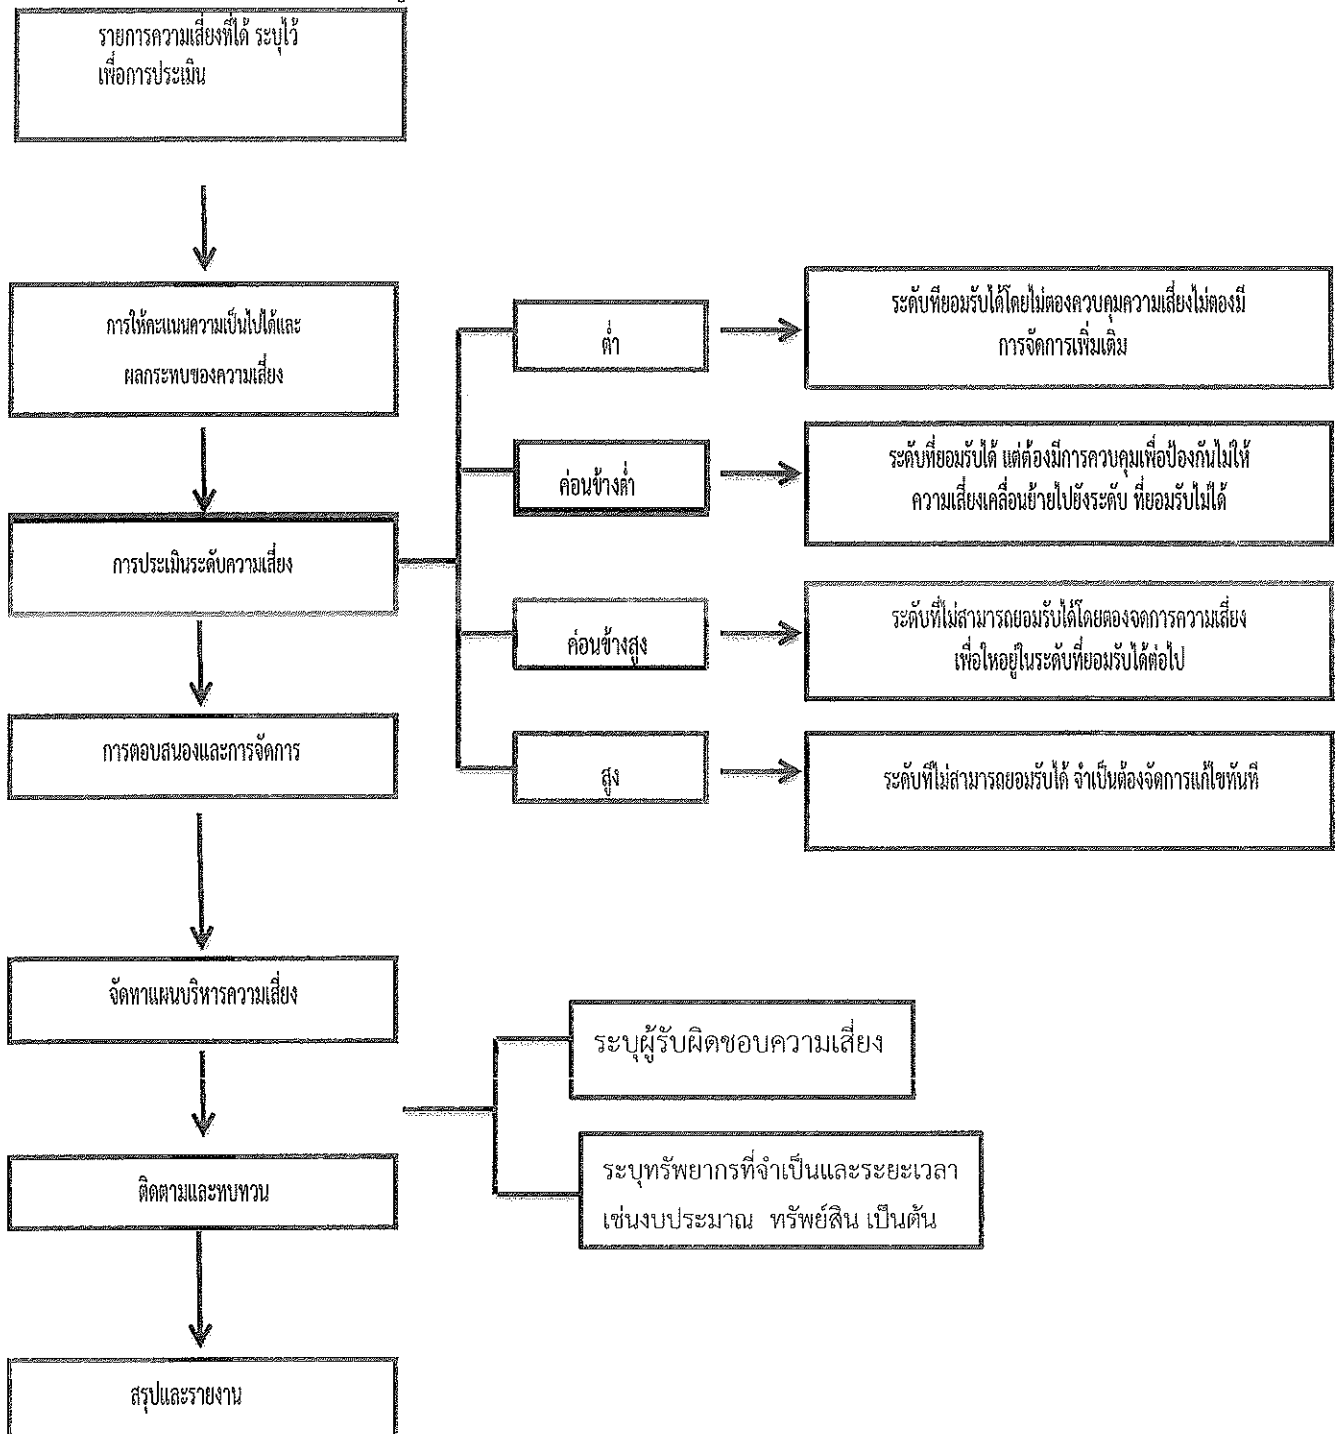 รายการความเสี่ยงที่ได้ ระบุไว้
เพื่อการประเมิน
การให้คะแนนความเป็นไปได้และ
ผลกระทบของความเสี่ยง
การประเมินระดับความเสี่ยง
ต่ำ
ระดับที่ยอมรับได้โดยไม่ตองควบคุมความเสี่ยงไม่ตองมี
การจัดการเพิ่มเติม
ค่อนข้างต่ำ
ระดับที่ยอมรับได้ แต่ต้องมีการควบคุมเพื่อป้องกันไม่ให้
ความเสี่ยงเคลื่อนย้ายไปยังระดับ ที่ยอมรับไม่ได้
ค่อนข้างสูง
ระดับที่ไม่สามารถยอมรับได้โดยตองจดการความเสี่ยง
เพื่อใหอยู่ในระดับที่ยอมรับได้ต่อไป
สูง
ระดับที่ไม่สามารถยอมรับได้ จำเป็นต้องจัดการแก้ไขทันที
การตอบสนองและการจัดการ
จัดทาแผนบริหารความเสี่ยง
ระบุผู้รับผิดชอบความเสี่ยง
ระบุทรัพยากรที่จำเป็นและระยะเวลา
เช่นงบประมาณ ทรัพย์สิน เป็นต้น
ติดตามและทบทวน
สรุปและรายงาน